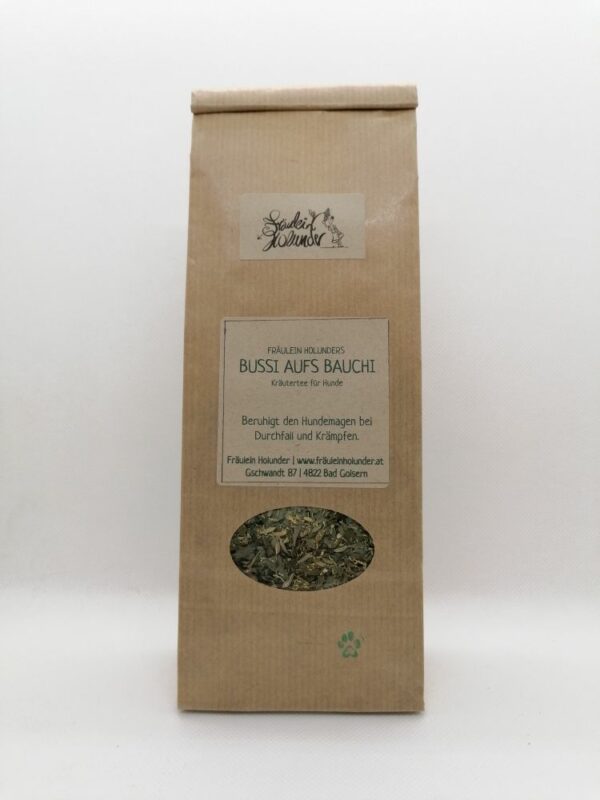 Fräulein
Holunder
FRÄULEIN HOLUNDERS
BUSSI AUFS BAUCHI
Kräutertee für Hunde
Beruhigt den Hundemagen bei
Durchfall und Krämpfen.
Fräulein Holunder | www.fräuleinholunder.at
Gschwandt 87 | 4822 Bad Goisern